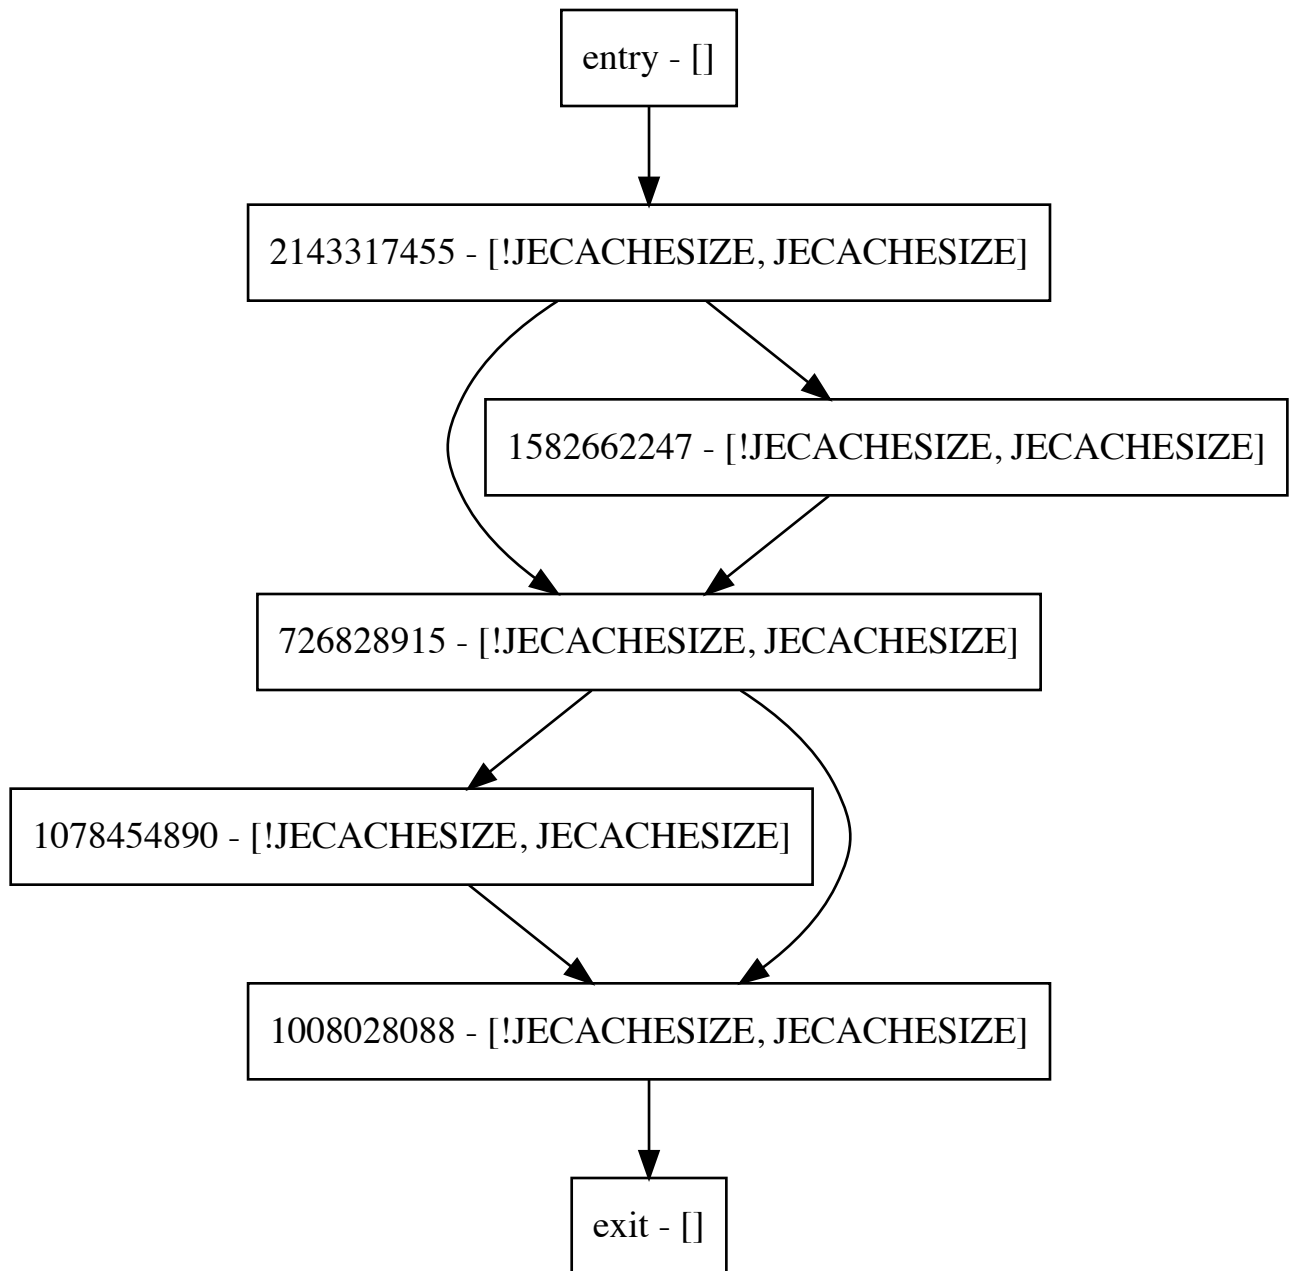 entry - []
2143317455 - [!JECACHESIZE, JECACHESIZE]
1582662247 - [!JECACHESIZE, JECACHESIZE]
726828915 - [!JECACHESIZE, JECACHESIZE]
1078454890 - [!JECACHESIZE, JECACHESIZE]
1008028088 - [!JECACHESIZE, JECACHESIZE]
exit - []